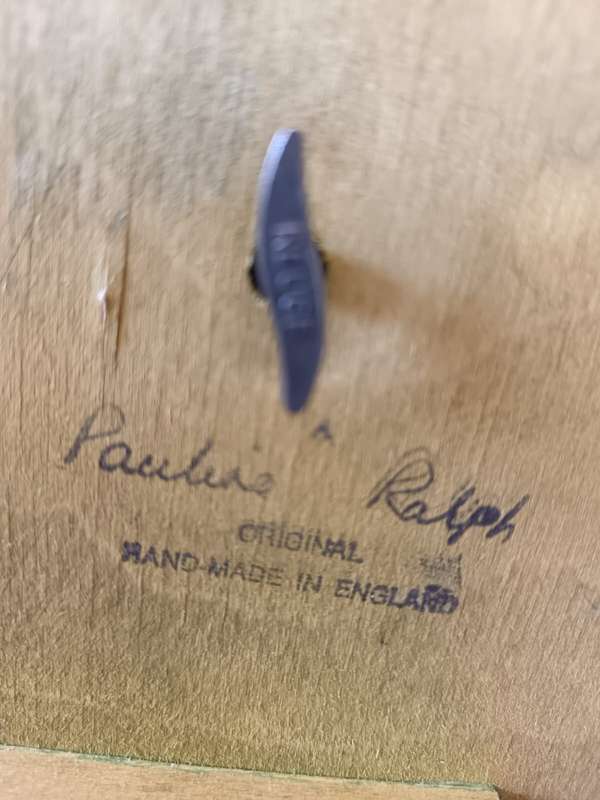 A
Pauline Ralph
ORIGINAL
HAND-MADE IN ENGLAND